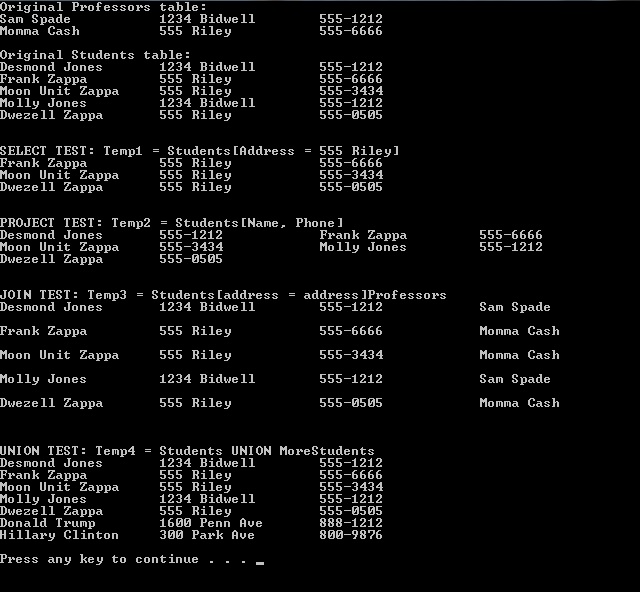 Original Professors table:
Sam Spade 1234 Bidwell 555-1212
Momma Cash 555 Riley 555-6666
Original Students table:
Desmond Jones 1234 Bidwell 555-1212
Frank Zappa 555 Riley 555-6666
Moon Unit Zappa 555 Riley 555-3434
Molly Jones 1234 Bidwell 555-1212
Dwezell Zappa 555 Riley 555-0505
SELECT TEST: Temp1 = Students[Address = 555 Riley]
Frank Zappa 555 Riley 555-6666
Moon Unit Zappa 555 Riley 555-3434
Dwezell Zappa 555 Riley 555-0505
PROJECT TEST: Temp2 = Students[Name, Phone]
Desmond Jones 555-1212 Frank Zappa 555-6666
Moon Unit Zappa 555-3434 Molly Jones 555-1212
Dwezell Zappa 555-0505
JOIN TEST: Temp3 = Students[address = address]Professors
Desmond Jones 1234 Bidwell 555-1212 Sam Spade
Frank Zappa 555 Riley 555-6666 Momma Cash
Moon Unit Zappa 555 Riley 555-3434 Momma Cash
Molly Jones 1234 Bidwell 555-1212 Sam Spade
Dwezell Zappa 555 Riley 555-0505 Momma Cash
UNION TEST: Temp4 = Students UNION MoreStudents
Desmond Jones 1234 Bidwell 555-1212
Frank Zappa 555 Riley 555-6666
Moon Unit Zappa 555 Riley 555-3434
Molly Jones 1234 Bidwell 555-1212
Dwezell Zappa 555 Riley 555-0505
Donald Trump 1600 Penn Ave 888-1212
Hillary Clinton 300 Park Ave 800-9876
Press any key to continue . . . _